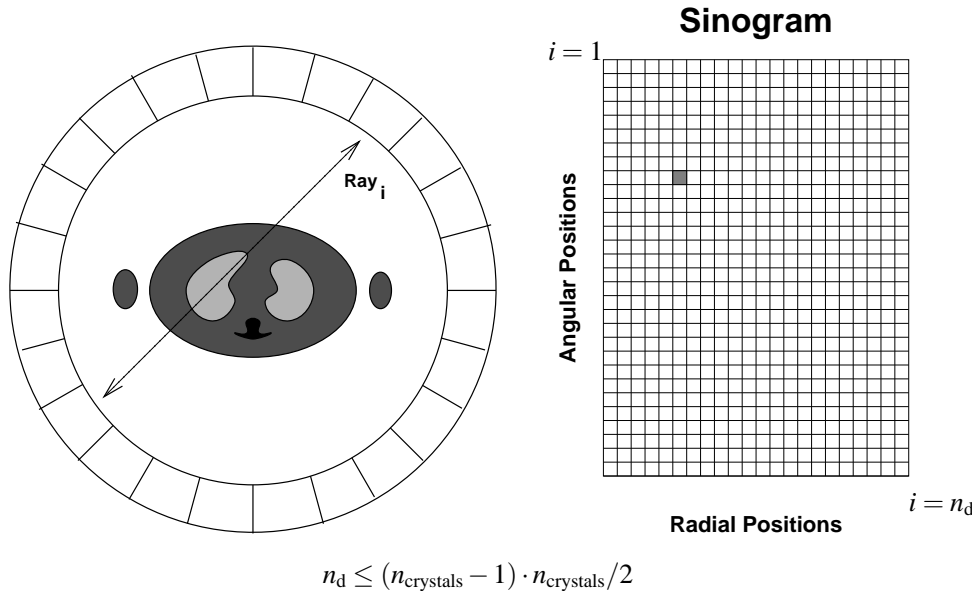 Sinogram
i = 1
Ray i
Angular Positions
i = n_d
Radial Positions
n_d ≤ (n_crystals − 1) · n_crystals/2